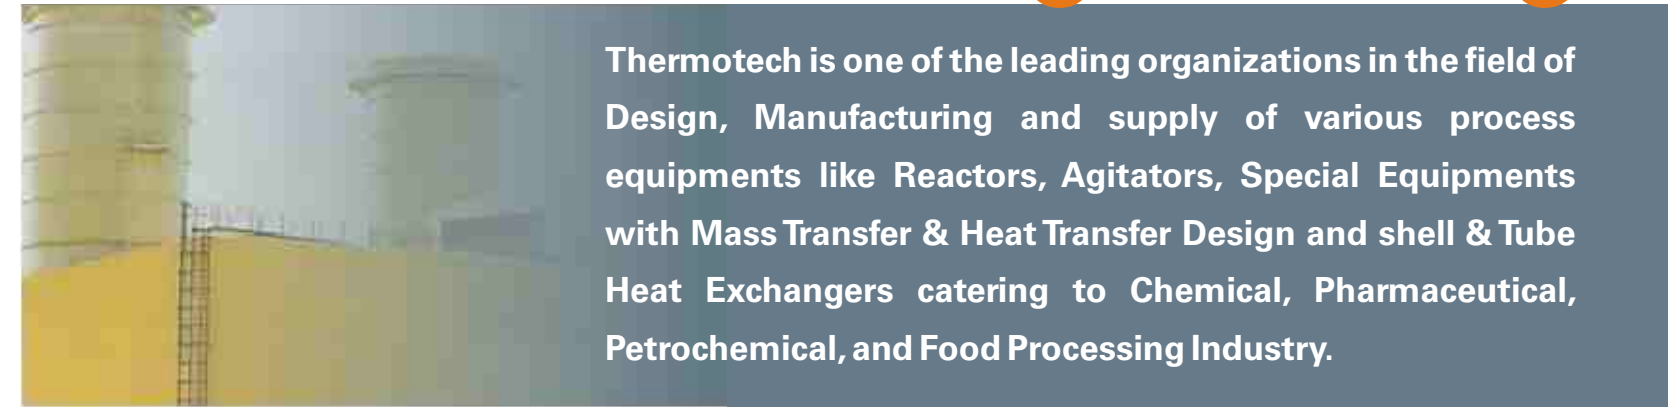 Thermotech is one of the leading organizations in the field of
Design, Manufacturing and supply of various process
equipments like Reactors, Agitators, Special Equipments
with Mass Transfer & Heat Transfer Design and shell & Tube
Heat Exchangers catering to Chemical, Pharmaceutical,
Petrochemical, and Food Processing Industry.